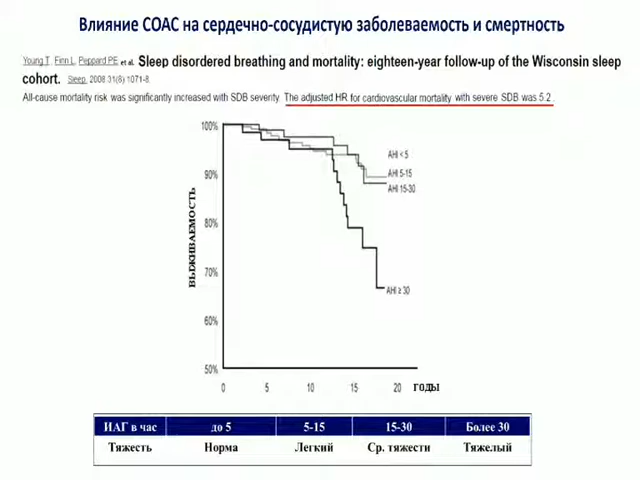 Влияние СОАС на сердечно-сосудистую заболеваемость и смертность
Young T, Finn L, Peppard PE et al. Sleep disordered breathing and mortality: eighteen-year follow-up of the Wisconsin sleep
cohort. Sleep. 2008 31(8) 1071-8.
All-cause mortality risk was significantly increased with SDB severity. The adjusted HR for cardiovascular mortality with severe SDB was 5.2.
ВЫЖИВАЕМОСТЬ
100%
90%
80%
70%
60%
50%
AHI < 5
AHI 5-15
AHI 15-30
AHI ≥ 30
0 5 10 15 20 ГОДЫ
ИАГ в час до 5 5-15 15-30 Более 30
Тяжесть Норма Легкий Ср. тяжести Тяжелый